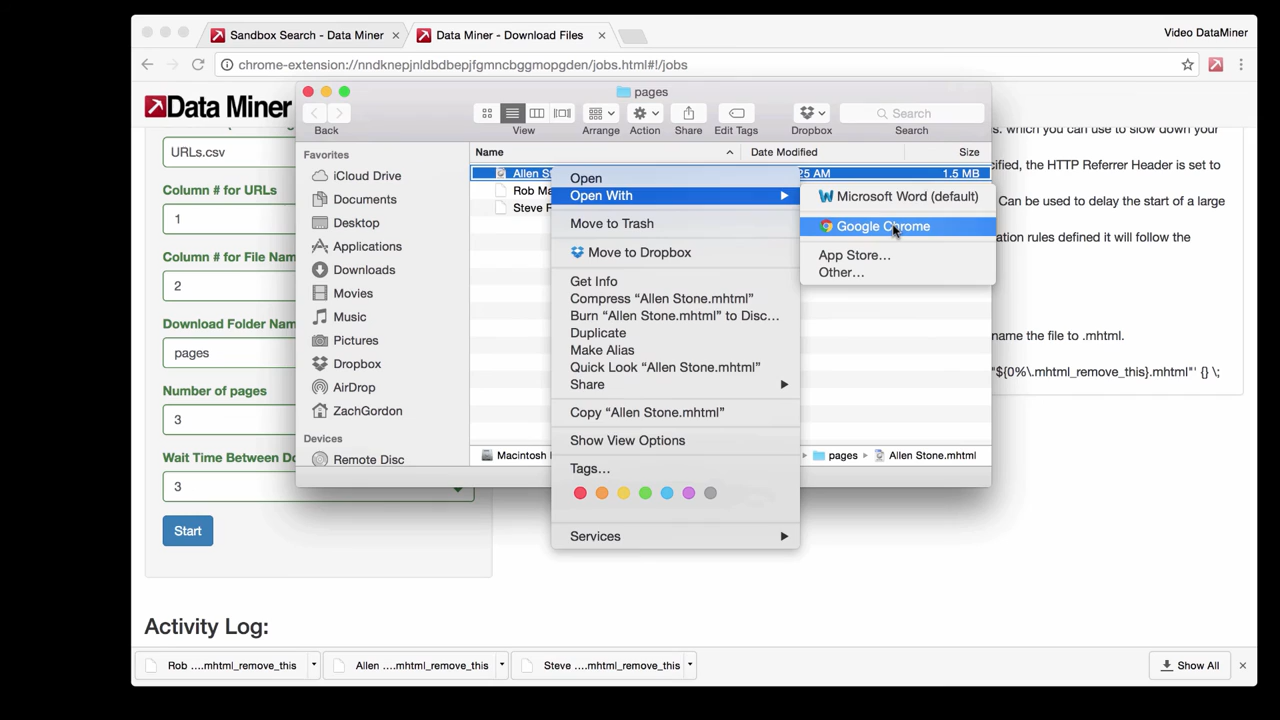 Sandbox Search - Data Miner
Data Miner - Download Files
Video DataMiner
chrome-extension://nndknepjnldbdbepjfgmncbggmopgden/jobs.html#!/jobs
Data Miner
pages
Back
View
Arrange
Action
Share
Edit Tags
Dropbox
Search
Search
URLs.csv
Column # for URLs
1
Column # for File Nam
2
Download Folder Nam
pages
Number of pages
3
Wait Time Between Do
3
Start
Favorites
iCloud Drive
Documents
Desktop
Applications
Downloads
Movies
Music
Pictures
Dropbox
AirDrop
ZachGordon
Devices
Remote Disc
Name
Date Modified
Size
Allen S
25 AM
1.5 MB
Rob Ma
Steve F
Open
Open With
Move to Trash
Move to Dropbox
Get Info
Compress “Allen Stone.mhtml”
Burn “Allen Stone.mhtml” to Disc…
Duplicate
Make Alias
Quick Look “Allen Stone.mhtml”
Share
Copy “Allen Stone.mhtml”
Show View Options
Tags…
Services
Microsoft Word (default)
Google Chrome
App Store…
Other…
Macintosh
pages
Allen Stone.mhtml
s. which you can use to slow down your
cified, the HTTP Referrer Header is set to
Can be used to delay the start of a large
ation rules defined it will follow the
name the file to .mhtml.
"${0%\.mhtml_remove_this}.mhtml"' {} \;
Activity Log:
Rob ….mhtml_remove_this
Allen ….mhtml_remove_this
Steve ….mhtml_remove_this
Show All